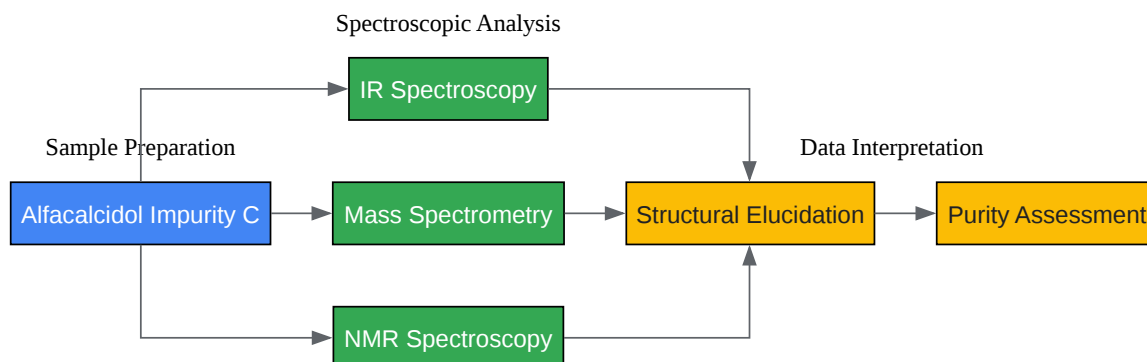 Spectroscopic Analysis
IR Spectroscopy
Sample Preparation
Data Interpretation
Alfacalcidol Impurity C
Mass Spectrometry
Structural Elucidation
Purity Assessment
NMR Spectroscopy